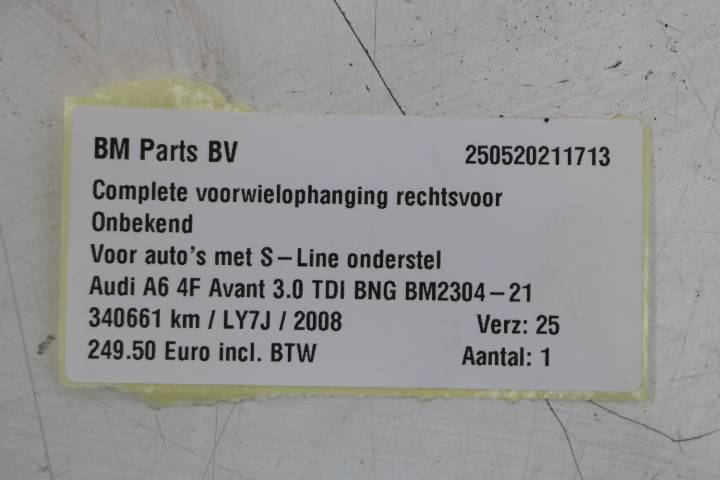 BM Parts BV 250520211713
Complete voorwielophanging rechtsvoor
Onbekend
Voor auto's met S-Line onderstel
Audi A6 4F Avant 3.0 TDI BNG BM2304-21
340661 km / LY7J / 2008 Verz: 25
249.50 Euro incl. BTW Aantal: 1